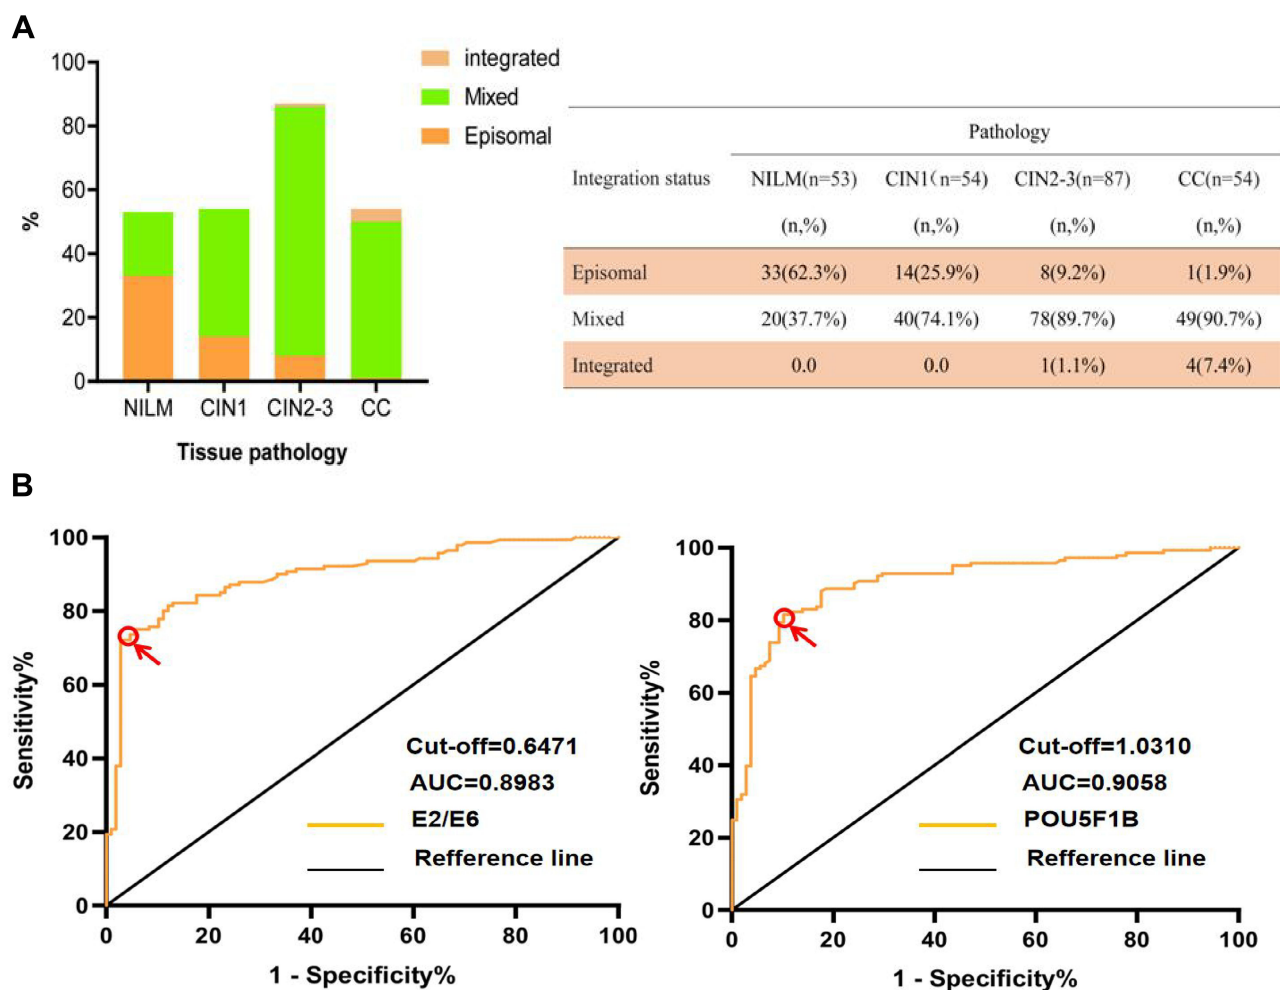 A
100
80
60
40
20
0
%
NILM CIN1 CIN2-3 CC
Tissue pathology
integrated
Mixed
Episomal
Pathology
Integration status NILM(n=53) CIN1(n=54) CIN2-3(n=87) CC(n=54)
(n,%) (n,%) (n,%) (n,%)
Episomal 33(62.3%) 14(25.9%) 8(9.2%) 1(1.9%)
Mixed 20(37.7%) 40(74.1%) 78(89.7%) 49(90.7%)
Integrated 0.0 0.0 1(1.1%) 4(7.4%)
B
100
80
60
40
20
0
Sensitivity%
0 20 40 60 80 100
1 - Specificity%
Cut-off=0.6471
AUC=0.8983
E2/E6
Refference line
100
80
60
40
20
0
Sensitivity%
0 20 40 60 80 100
1 - Specificity%
Cut-off=1.0310
AUC=0.9058
POU5F1B
Refference line